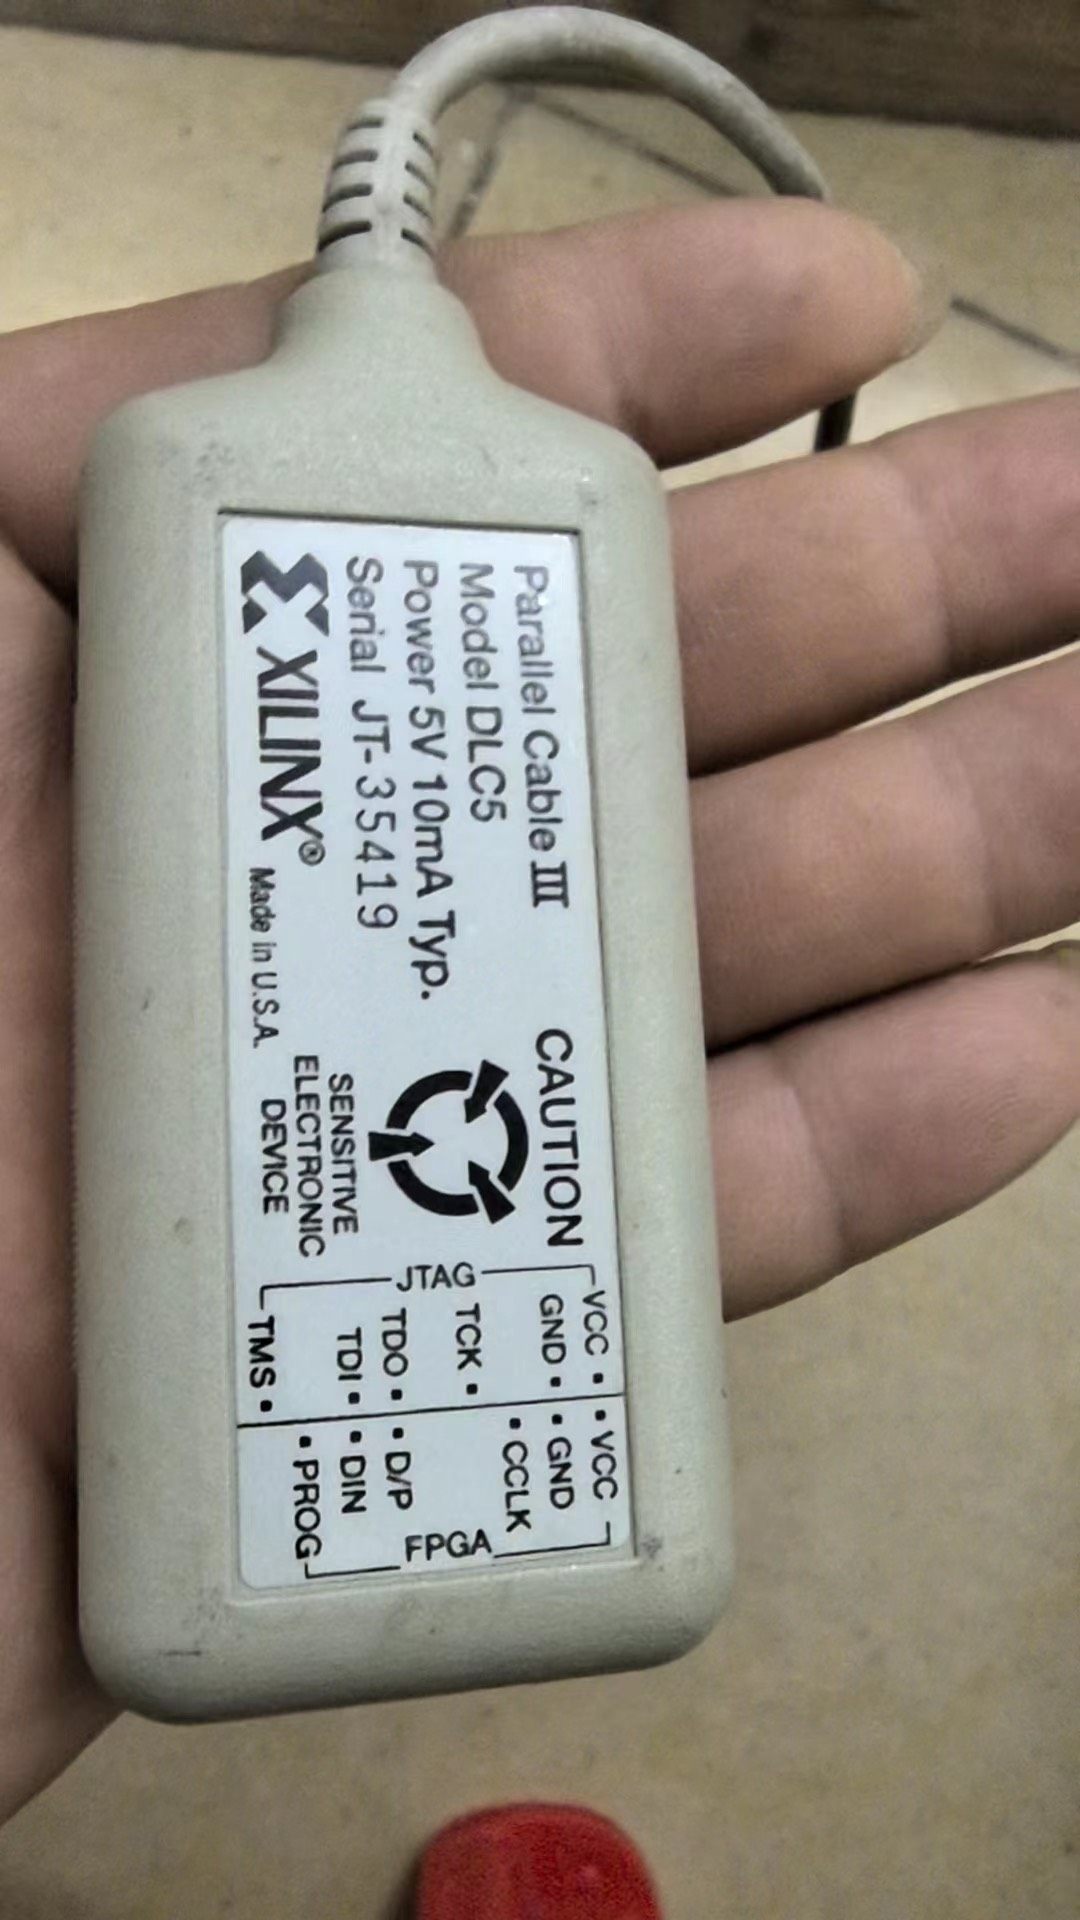 Parallel Cable III
Model DLC5
Power 5V 10mA Typ.
Serial JT-35419
XILINX® Made in U.S.A.
CAUTION
SENSITIVE
ELECTRONIC
DEVICE
JTAG
VCC
GND
TCK
TDO
TDI
TMS
VCC
GND
CCLK
D/P
DIN
PROG
FPGA